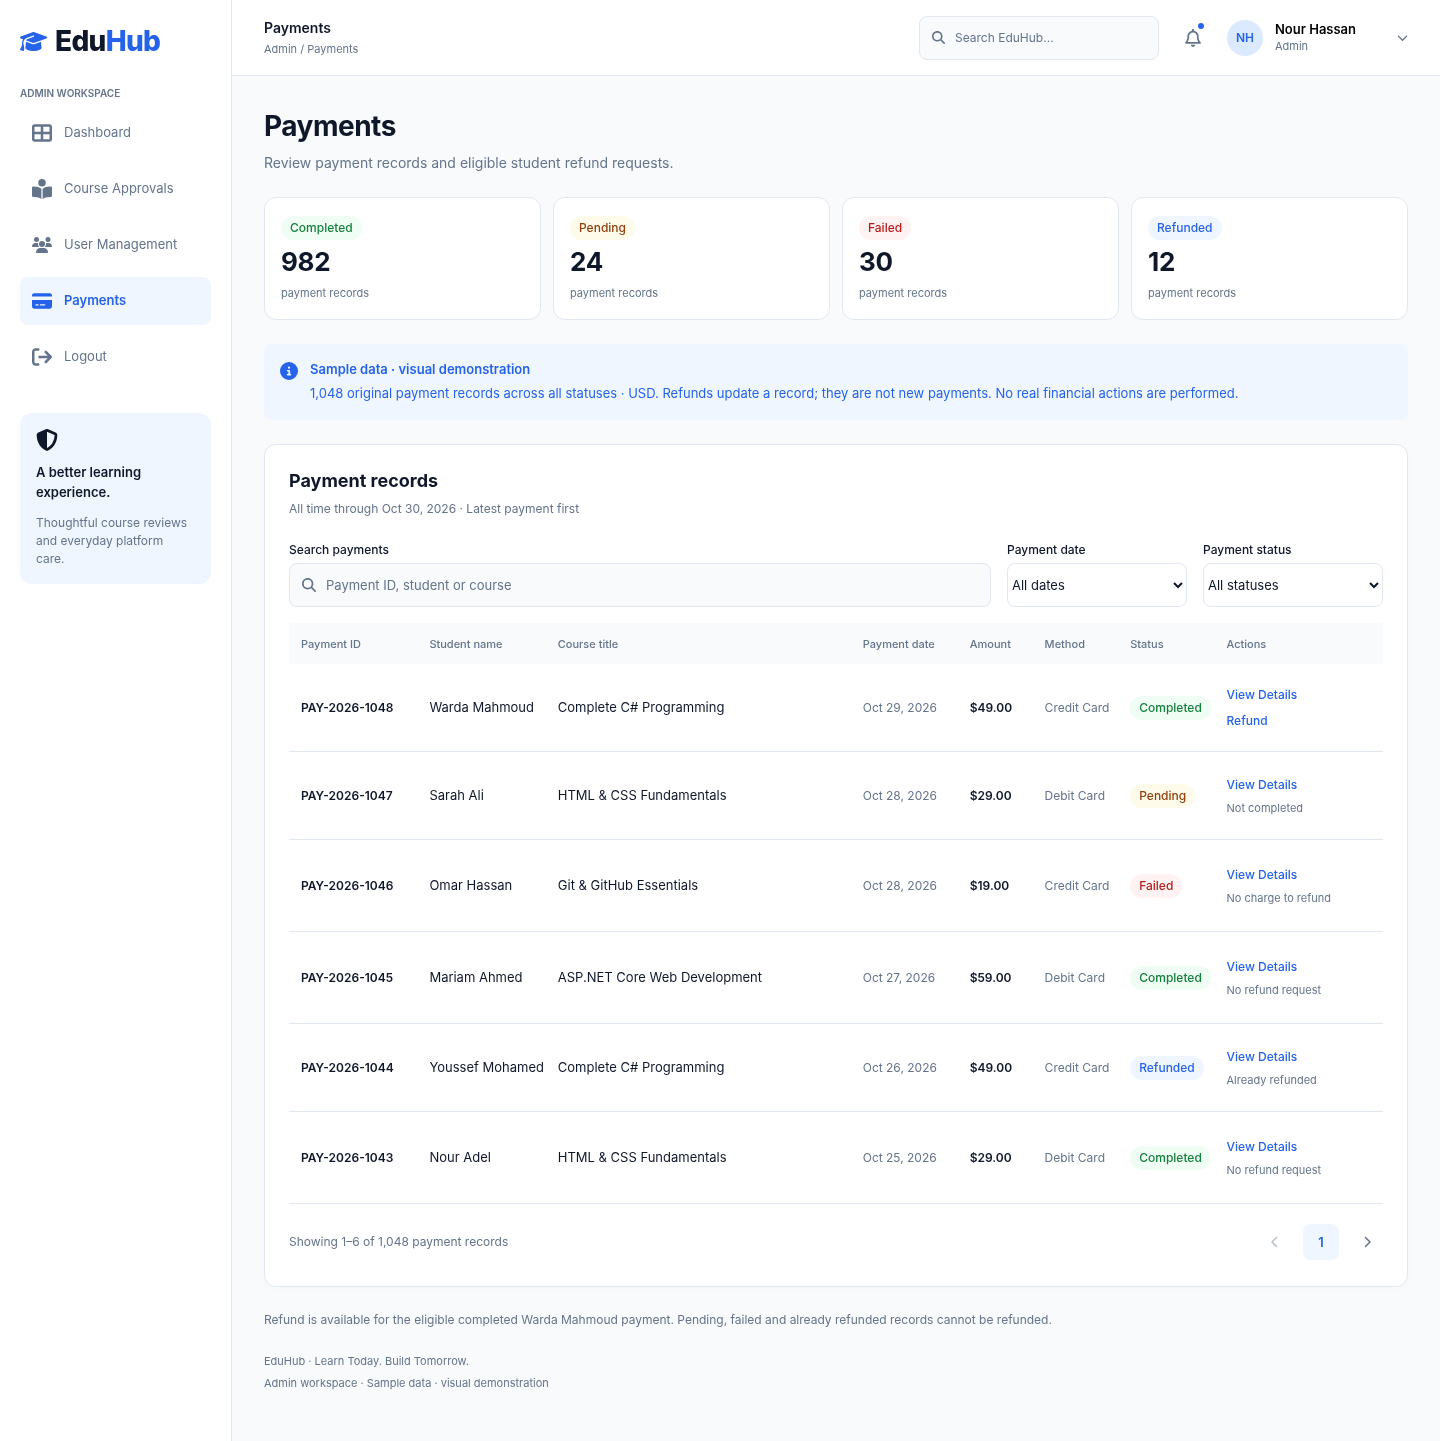 EduHub
ADMIN WORKSPACE
Dashboard
Course Approvals
User Management
Payments
Logout
A better learning
experience.
Thoughtful course reviews
and everyday platform
care.
Payments
Admin / Payments
Search EduHub...
NH
Nour Hassan
Admin
Payments
Review payment records and eligible student refund requests.
Completed
982
payment records
Pending
24
payment records
Failed
30
payment records
Refunded
12
payment records
Sample data · visual demonstration
1,048 original payment records across all statuses · USD. Refunds update a record; they are not new payments. No real financial actions are performed.
Payment records
All time through Oct 30, 2026 · Latest payment first
Search payments
Payment ID, student or course
Payment date
All dates
Payment status
All statuses
Payment ID Student name Course title Payment date Amount Method Status Actions
PAY-2026-1048 Warda Mahmoud Complete C# Programming Oct 29, 2026 $49.00 Credit Card Completed View Details
Refund
PAY-2026-1047 Sarah Ali HTML & CSS Fundamentals Oct 28, 2026 $29.00 Debit Card Pending View Details
Not completed
PAY-2026-1046 Omar Hassan Git & GitHub Essentials Oct 28, 2026 $19.00 Credit Card Failed View Details
No charge to refund
PAY-2026-1045 Mariam Ahmed ASP.NET Core Web Development Oct 27, 2026 $59.00 Debit Card Completed View Details
No refund request
PAY-2026-1044 Youssef Mohamed Complete C# Programming Oct 26, 2026 $49.00 Credit Card Refunded View Details
Already refunded
PAY-2026-1043 Nour Adel HTML & CSS Fundamentals Oct 25, 2026 $29.00 Debit Card Completed View Details
No refund request
Showing 1–6 of 1,048 payment records
1
Refund is available for the eligible completed Warda Mahmoud payment. Pending, failed and already refunded records cannot be refunded.
EduHub · Learn Today. Build Tomorrow.
Admin workspace · Sample data · visual demonstration